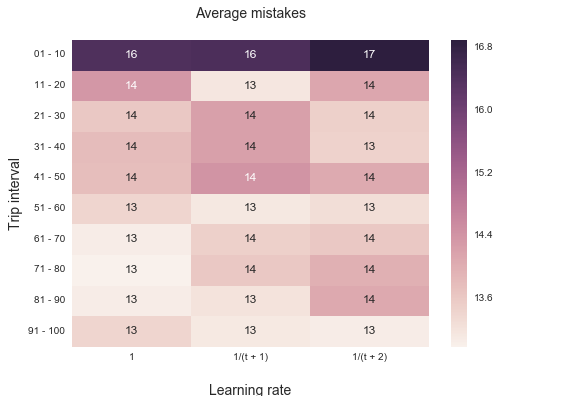 Average mistakes
01 - 10 16 16 17
11 - 20 14 13 14
21 - 30 14 14 14
31 - 40 14 14 13
41 - 50 14 14 14
51 - 60 13 13 13
61 - 70 13 14 14
71 - 80 13 14 14
81 - 90 13 13 14
91 - 100 13 13 13
1 1/(t + 1) 1/(t + 2)
Trip interval
Learning rate
16.8
16.0
15.2
14.4
13.6